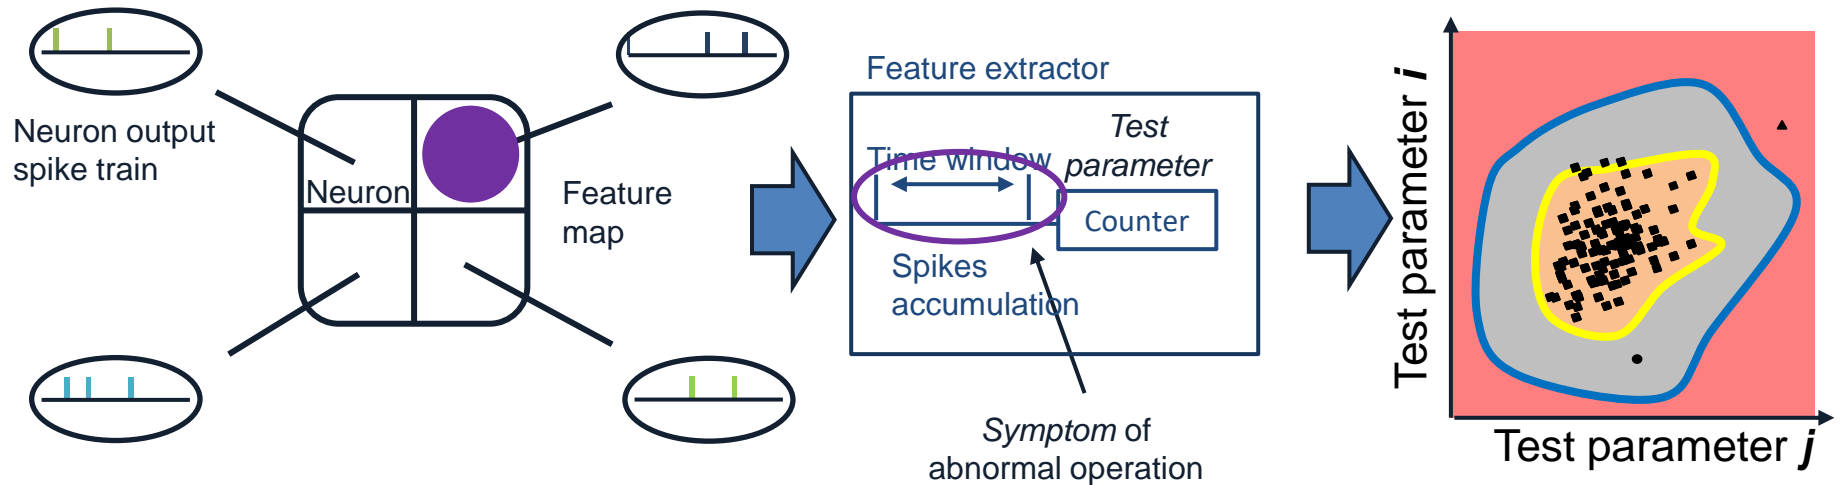 Neuron output
spike train
Neuron
Feature
map
Feature extractor
Test
parameter
Time window
Counter
Spikes
accumulation
Symptom of
abnormal operation
Test parameter i
Test parameter j